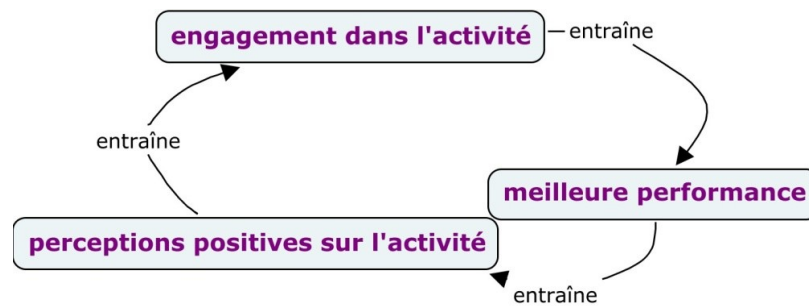 engagement dans l'activité
entraîne
entraîne
meilleure performance
perceptions positives sur l'activité
entraîne